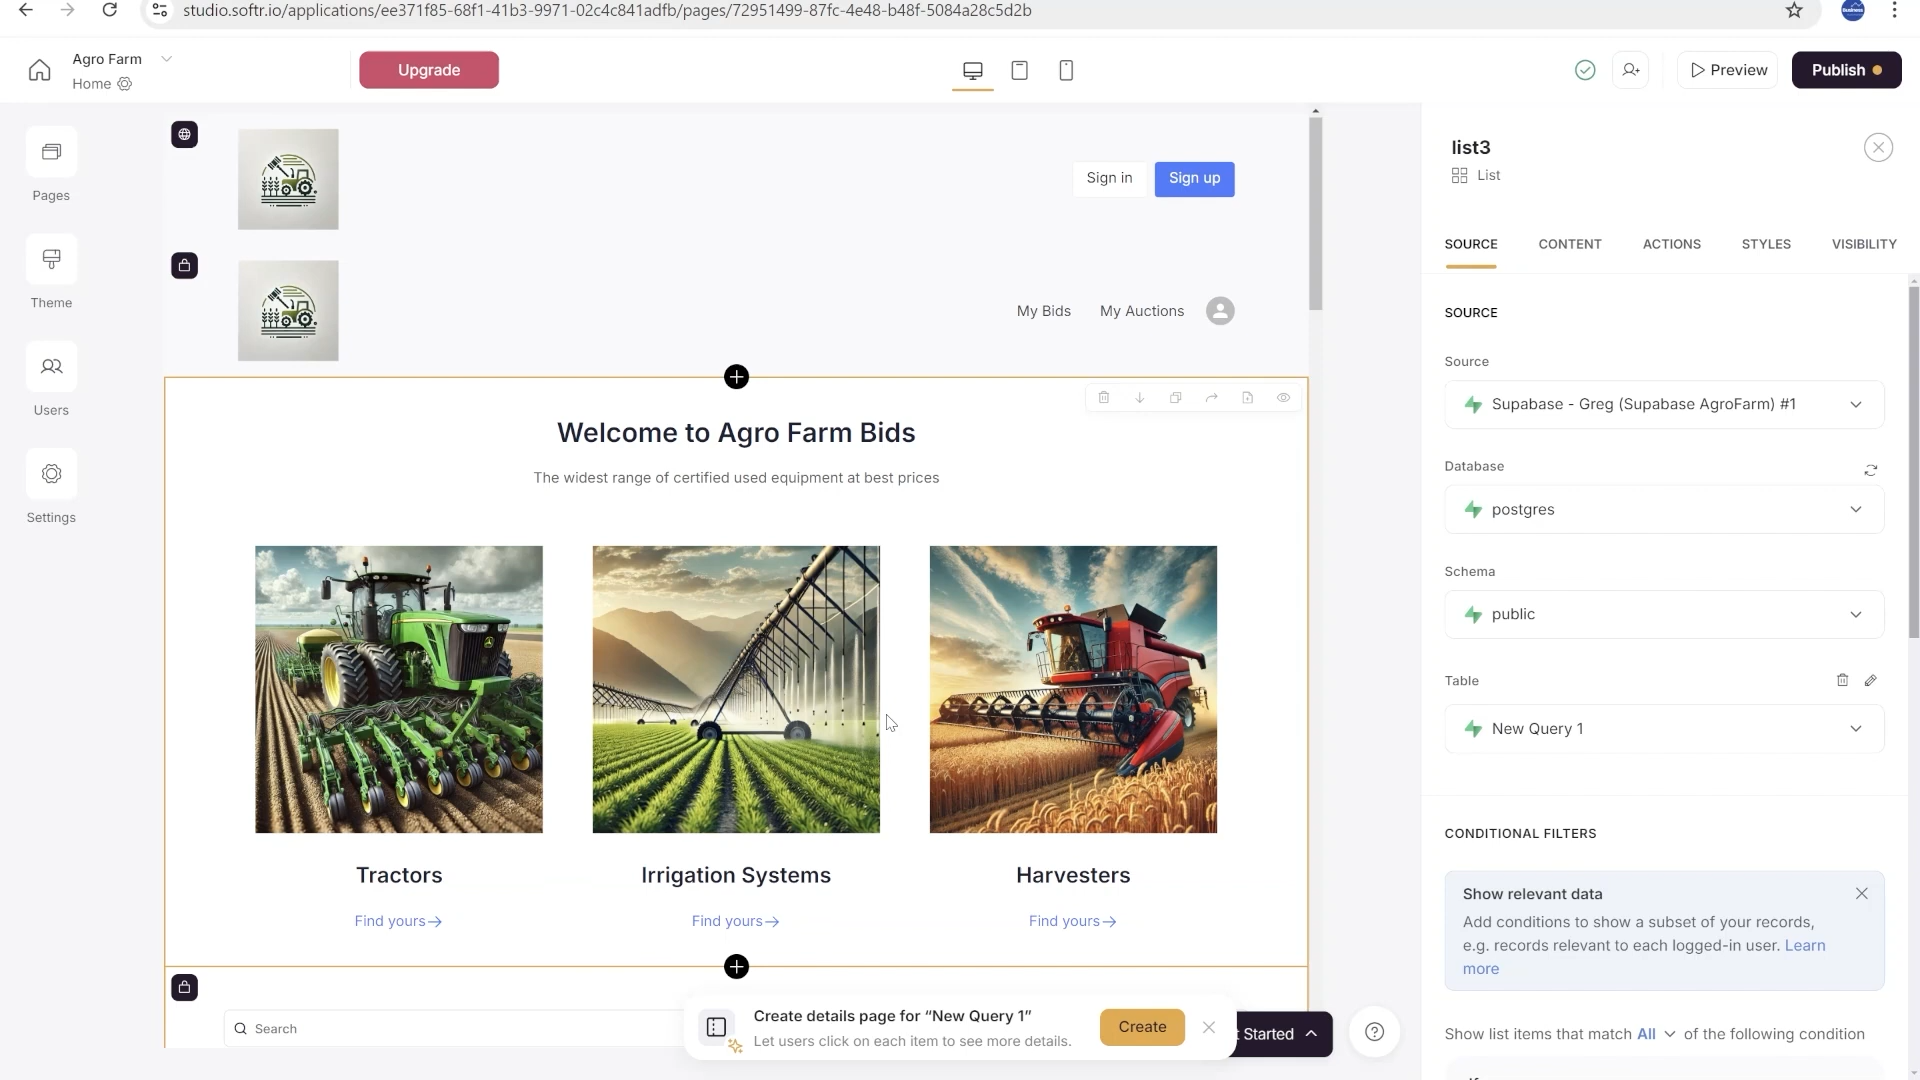 studio.softr.io/applications/ee371f85-68f1-41b3-9971-02c4c841adfb/pages/72951499-87fc-4e48-b48f-5084a28c5d2b
Agro Farm
Home
Upgrade
Preview
Publish
Pages
Theme
Users
Settings
Sign in
Sign up
My Bids
My Auctions
Welcome to Agro Farm Bids
The widest range of certified used equipment at best prices
Tractors
Irrigation Systems
Harvesters
Find yours
Find yours
Find yours
Search
Create details page for “New Query 1”
Let users click on each item to see more details.
Create
Started
list3
List
SOURCE
CONTENT
ACTIONS
STYLES
VISIBILITY
SOURCE
Source
Supabase - Greg (Supabase AgroFarm) #1
Database
postgres
Schema
public
Table
New Query 1
CONDITIONAL FILTERS
Show relevant data
Add conditions to show a subset of your records,
e.g. records relevant to each logged-in user. Learn
more
Show list items that match All of the following condition